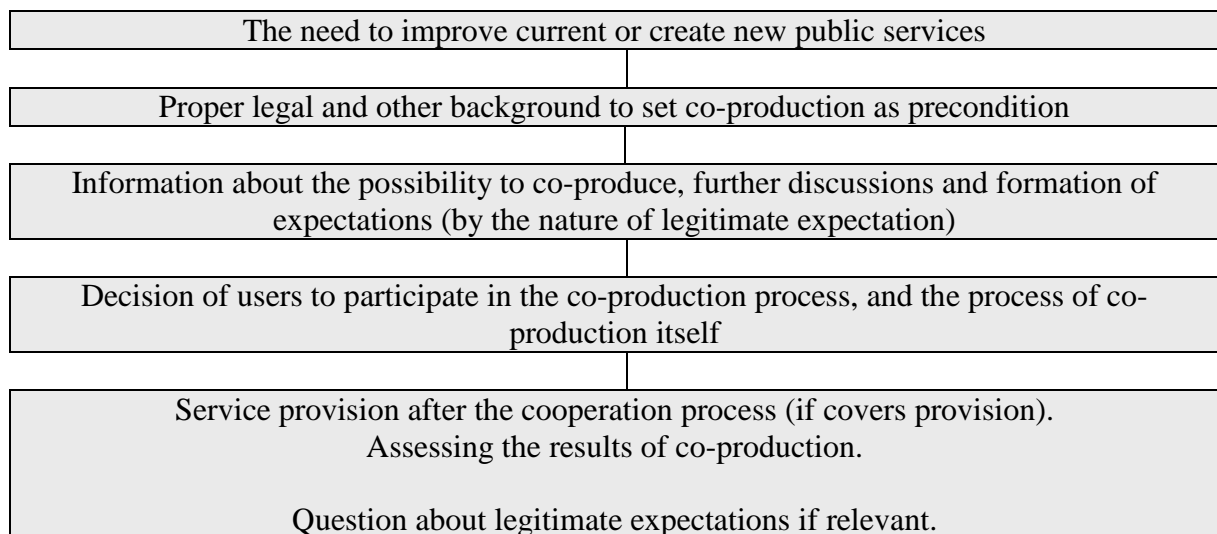 The need to improve current or create new public services
Proper legal and other background to set co-production as precondition
Information about the possibility to co-produce, further discussions and formation of
expectations (by the nature of legitimate expectation)
Decision of users to participate in the co-production process, and the process of co-
production itself
Service provision after the cooperation process (if covers provision).
Assessing the results of co-production.
Question about legitimate expectations if relevant.